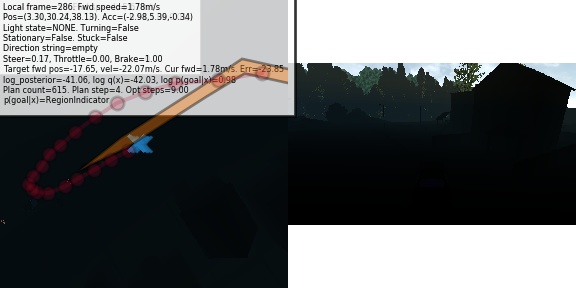 Local frame=286. Fwd speed=1.78m/s
Pos=(3.30,30.24,38.13). Acc=(-2.98,5.39,-0.34)
Light state=NONE. Turning=False
Stationary=False. Stuck=False
Direction string=empty
Steer=0.17, Throttle=0.00, Brake=1.00
Target fwd pos=-17.65, vel=-22.07m/s. Cur fwd=1.78m/s. Err=-23.85
log_posterior=-41.06, log q(x)=-42.03, log p(goal|x)=0.98
Plan count=615. Plan step=4. Opt steps=9.00
p(goal|x)=RegionIndicator